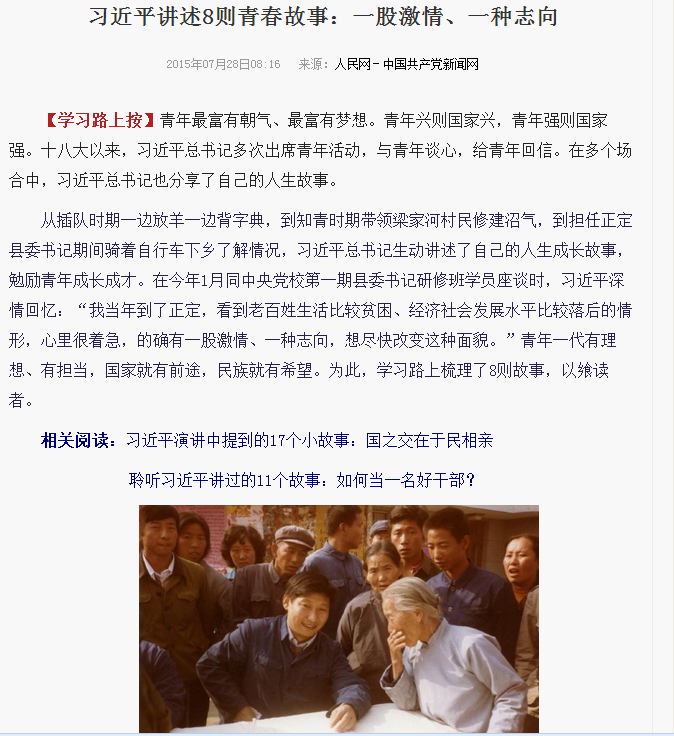 习近平讲述8则青春故事：一股激情、一种志向
2015年07月28日08:16 来源：人民网－中国共产党新闻网
【学习路上按】青年最富有朝气、最富有梦想。青年兴则国家兴，青年强则国家
强。十八大以来，习近平总书记多次出席青年活动，与青年谈心，给青年回信。在多个场
合中，习近平总书记也分享了自己的人生故事。
从插队时期一边放羊一边背字典，到知青时期带领梁家河村民修建沼气，到担任正定
县委书记期间骑着自行车下乡了解情况，习近平总书记生动讲述了自己的人生成长故事，
勉励青年成长成才。在今年1月同中央党校第一期县委书记研修班学员座谈时，习近平深
情回忆：“我当年到了正定，看到老百姓生活比较贫困、经济社会发展水平比较落后的情
形，心里很着急，的确有一股激情、一种志向，想尽快改变这种面貌。”青年一代有理
想、有担当，国家就有前途，民族就有希望。为此，学习路上梳理了8则故事，以飨读
者。
相关阅读：习近平演讲中提到的17个小故事：国之交在于民相亲
聆听习近平讲过的11个故事：如何当一名好干部？